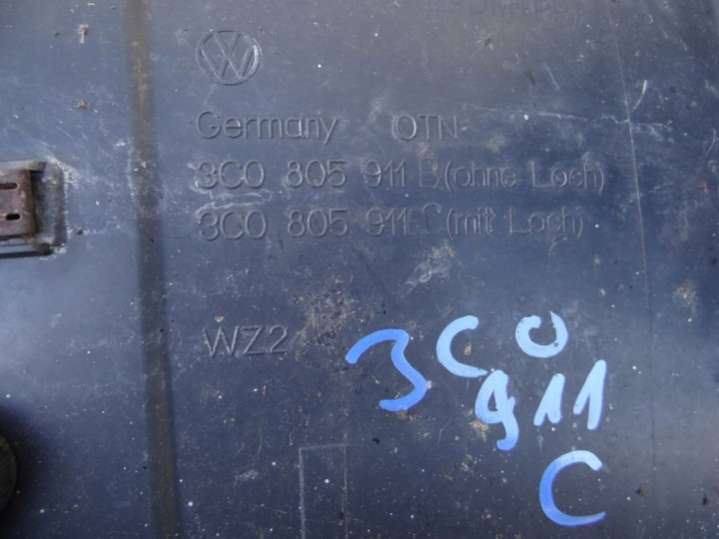 Germany OTN
3C0 805 911 (ohne Loch)
3C0 805 911 C (mit Loch)
WZ2
3C0
911
C